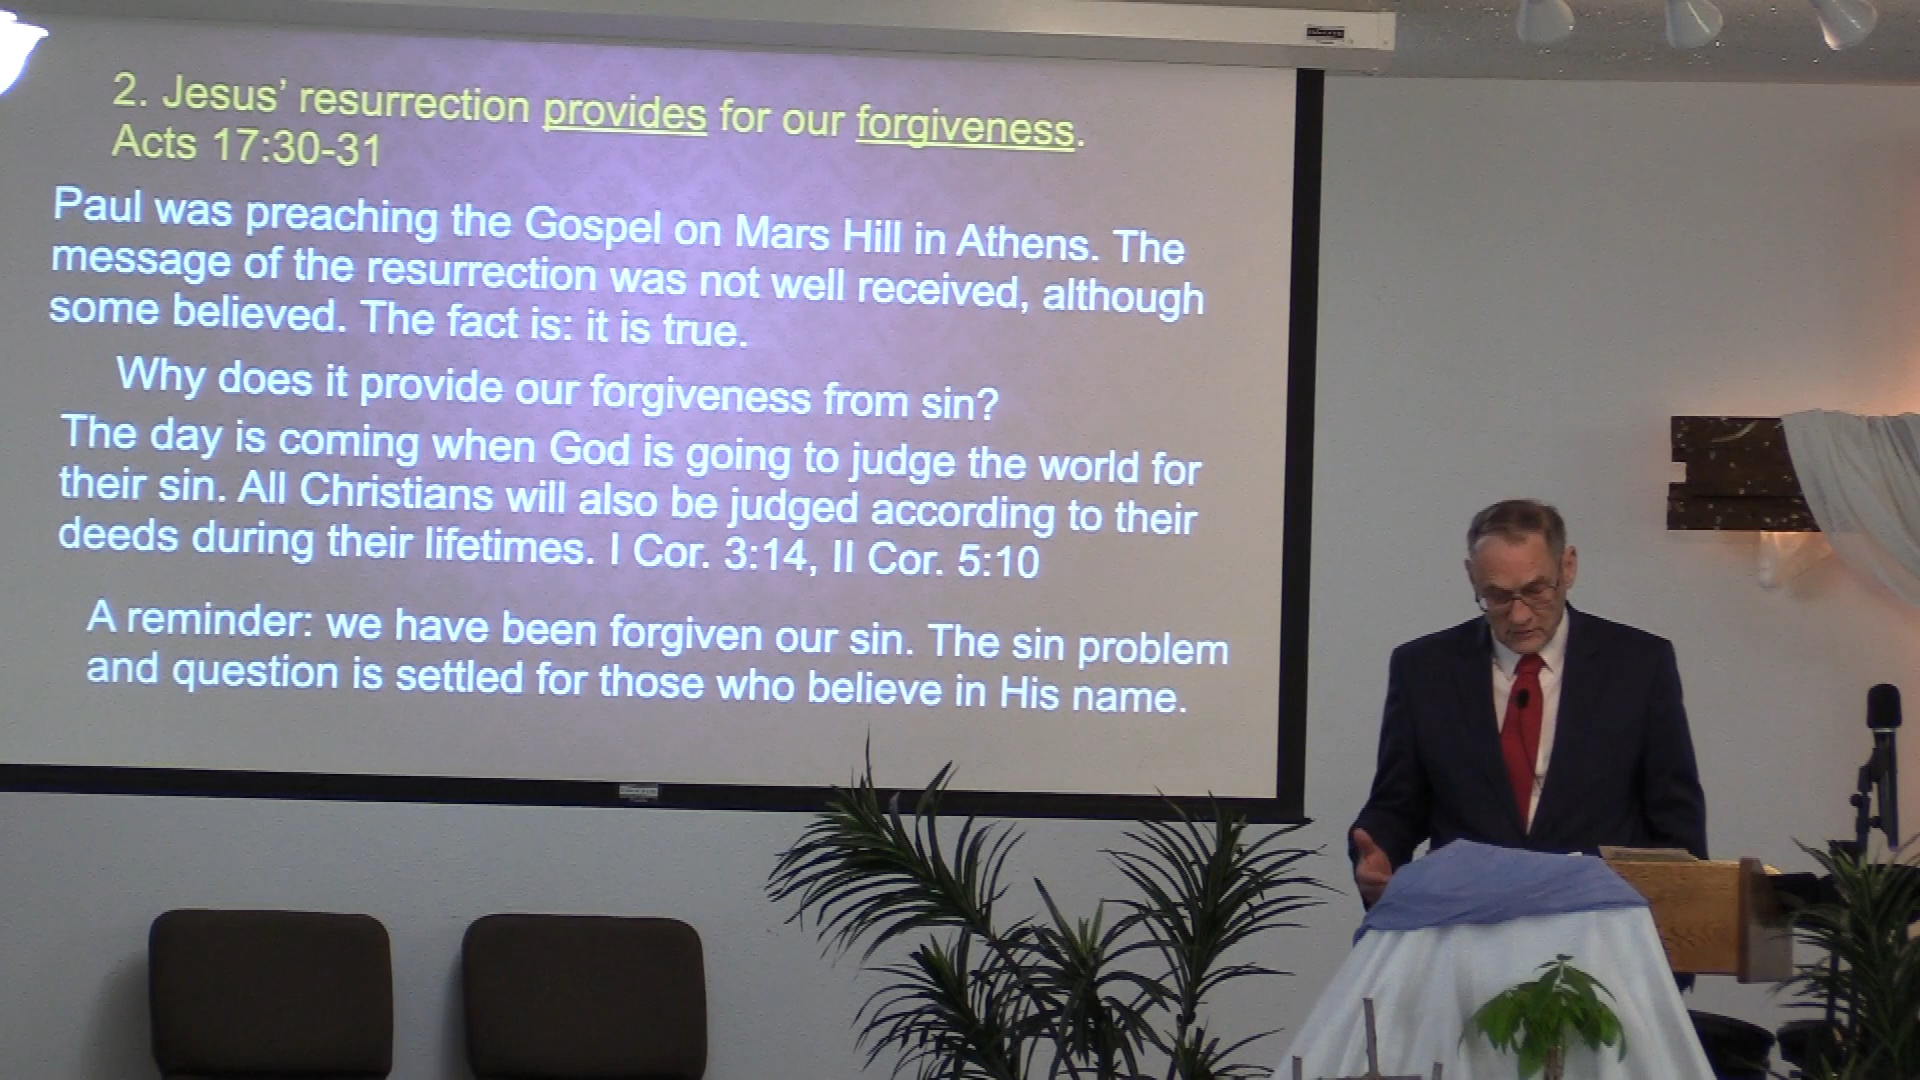 2. Jesus’ resurrection provides for our forgiveness.
Acts 17:30-31
Paul was preaching the Gospel on Mars Hill in Athens. The
message of the resurrection was not well received, although
some believed. The fact is: it is true.
Why does it provide our forgiveness from sin?
The day is coming when God is going to judge the world for
their sin. All Christians will also be judged according to their
deeds during their lifetimes. I Cor. 3:14, II Cor. 5:10
A reminder: we have been forgiven our sin. The sin problem
and question is settled for those who believe in His name.